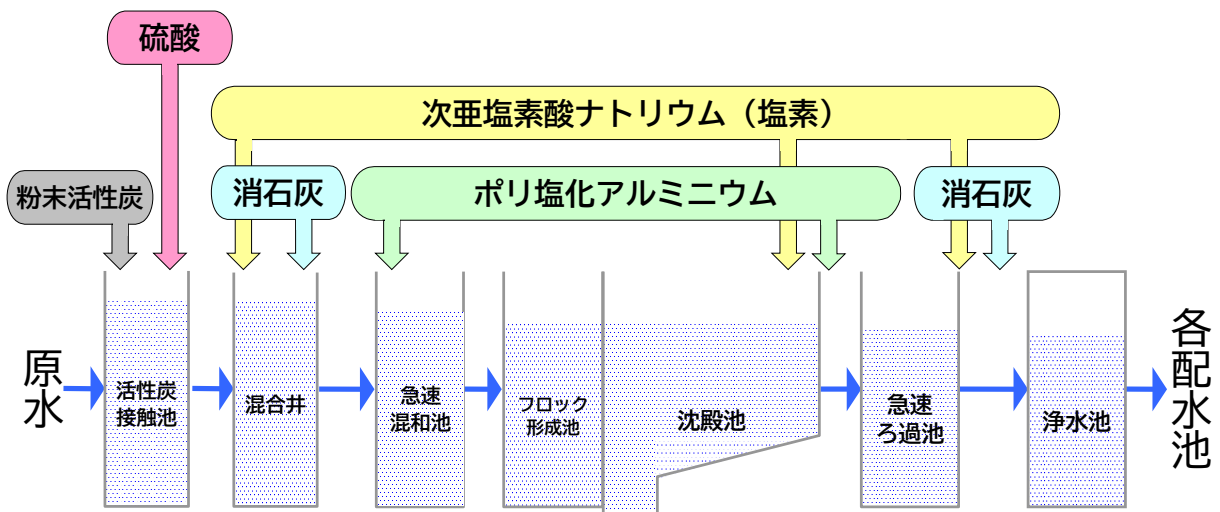 硫酸
次亜塩素酸ナトリウム（塩素）
粉末活性炭
消石灰
ポリ塩化アルミニウム
消石灰
原水
活性炭
接触池
混合井
急速
混和池
フロック
形成池
沈殿池
急速
ろ過池
浄水池
各配水池